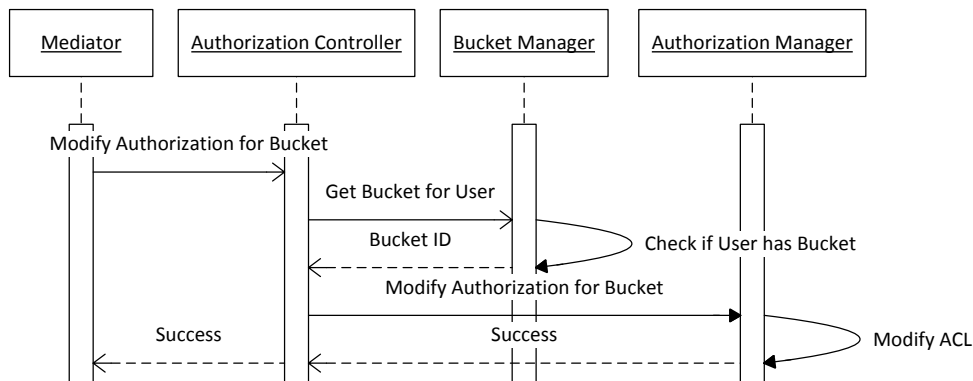 Mediator
Authorization Controller
Bucket Manager
Authorization Manager
Modify Authorization for Bucket
Get Bucket for User
Bucket ID
Check if User has Bucket
Modify Authorization for Bucket
Success
Success
Modify ACL